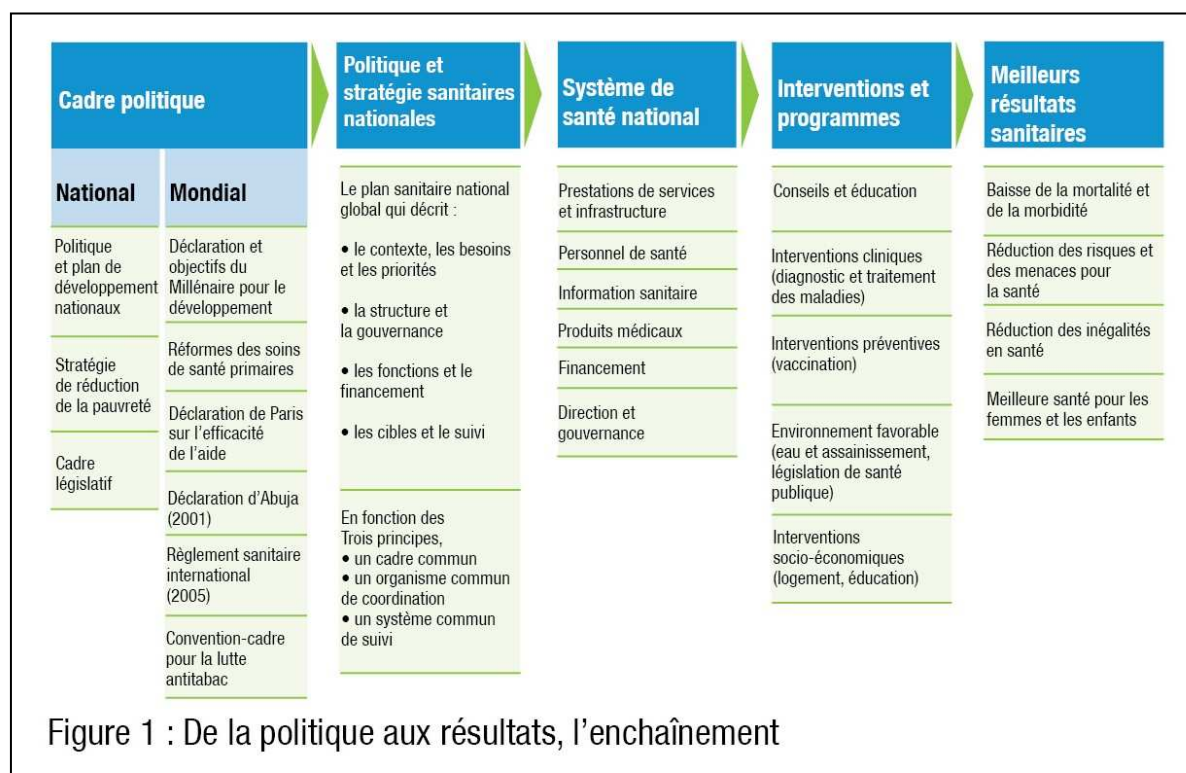 Cadre politique
National
Politique
et plan de
développement
nationaux
Stratégie
de réduction
de la pauvreté
Cadre
législatif
Mondial
Déclaration et
objectifs du
Millénaire pour le
développement
Réformes des soins
de santé primaires
Déclaration de Paris
sur l'efficacité
de l'aide
Déclaration d'Abuja
(2001)
Règlement sanitaire
international
(2005)
Convention-cadre
pour la lutte
antitabac
Politique et
stratégie sanitaires
nationales
Le plan sanitaire national
global qui décrit :
• le contexte, les besoins
et les priorités
• la structure et
la gouvernance
• les fonctions et le
financement
• les cibles et le suivi
En fonction des
Trois principes,
• un cadre commun
• un organisme commun
de coordination
• un système commun
de suivi
Système de
santé national
Prestations de services
et infrastructure
Personnel de santé
Information sanitaire
Produits médicaux
Financement
Direction et
gouvernance
Interventions et
programmes
Conseils et éducation
Interventions cliniques
(diagnostic et traitement
des maladies)
Interventions préventives
(vaccination)
Environnement favorable
(eau et assainissement,
législation de santé
publique)
Interventions
socio-économiques
(logement, éducation)
Meilleurs
résultats
sanitaires
Baisse de la mortalité et
de la morbidité
Réduction des risques et
des menaces pour
la santé
Réduction des inégalités
en santé
Meilleure santé pour les
femmes et les enfants
Figure 1 : De la politique aux résultats, l'enchaînement